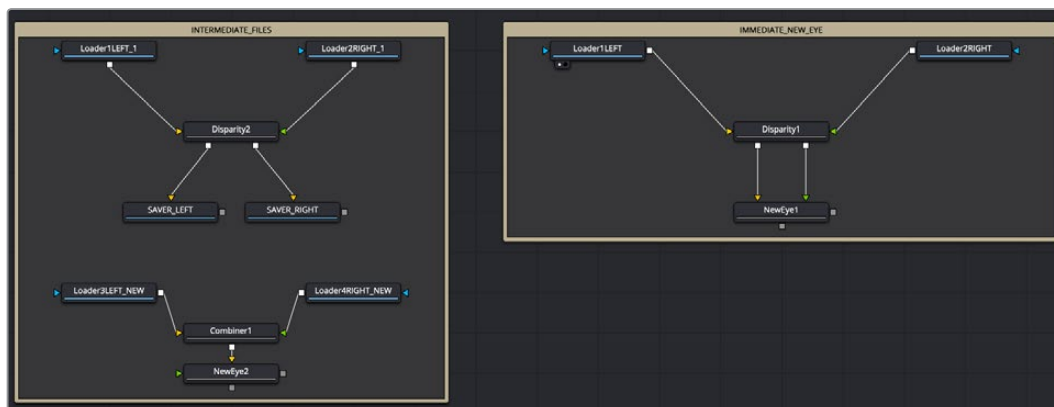 INTERMEDIATE_FILES
Loader1LEFT_1
Loader2RIGHT_1
Disparity2
SAVER_LEFT
SAVER_RIGHT
Loader3LEFT_NEW
Loader4RIGHT_NEW
Combiner1
NewEye2
IMMEDIATE_NEW_EYE
Loader1LEFT
Loader2RIGHT
Disparity1
NewEye1